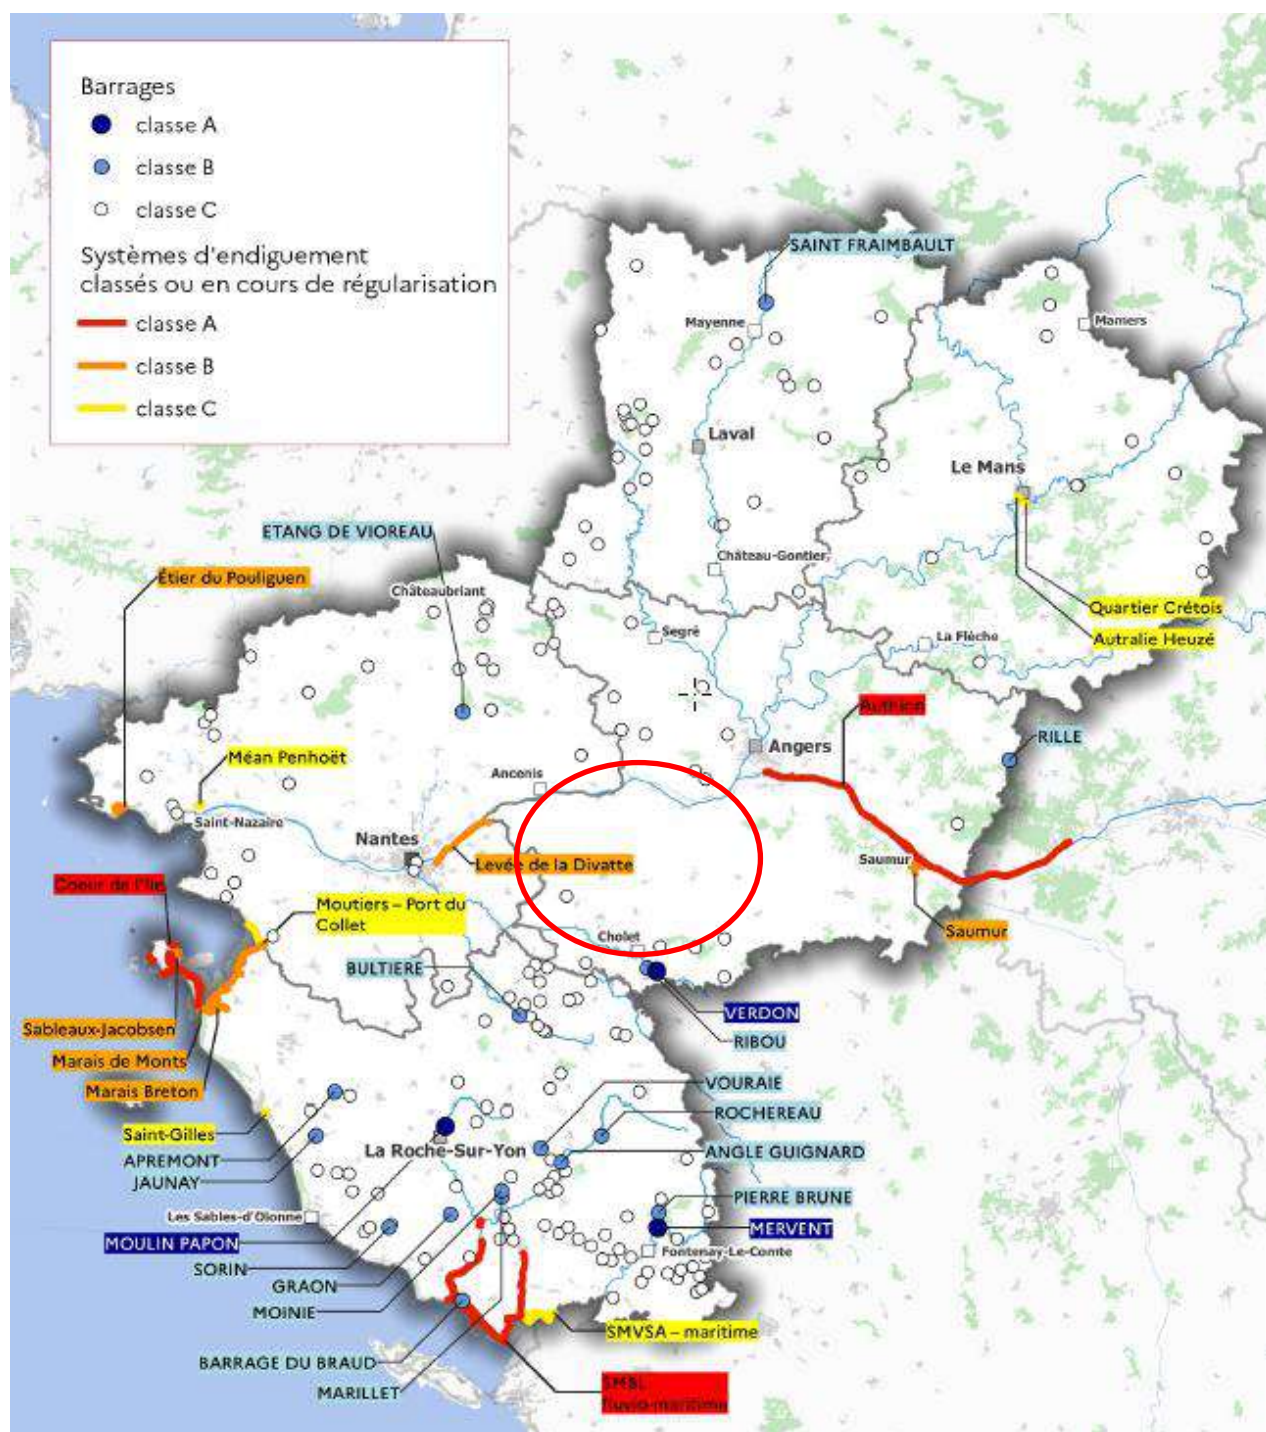 Barrages
classe A
classe B
classe C
Systèmes d'endiguement
classés ou en cours de régularisation
classe A
classe B
classe C
SAINT FRAIMBAULT
Mayenne
Mamers
Laval
Le Mans
ETANG DE VIOREAU
Château-Gontier
Étier du Pouliguen
Châteaubriant
Quartier Crétois
Segré
La Flèche
Autralie Heuzé
Authion
RILLE
Angers
Méan Penhoët
Ancenis
Saint-Nazaire
Nantes
Saumur
Levée de la Divatte
Coeur de l'Ile
Moutiers – Port du
Collet
Cholet
Saumur
BULTIERE
VERDON
Sableaux-Jacobsen
RIBOU
Marais de Monts
Marais Breton
VOURAIE
ROCHEREAU
Saint-Gilles
La Roche-Sur-Yon
ANGLE GUIGNARD
APREMONT
JAUNAY
PIERRE BRUNE
Les Sables-d'Olonne
MERVENT
MOULIN PAPON
Fontenay-Le-Comte
SORIN
GRAON
MOINIE
SMVSA – maritime
BARRAGE DU BRAUD
MARILLET
SMBL
fluvio-maritime